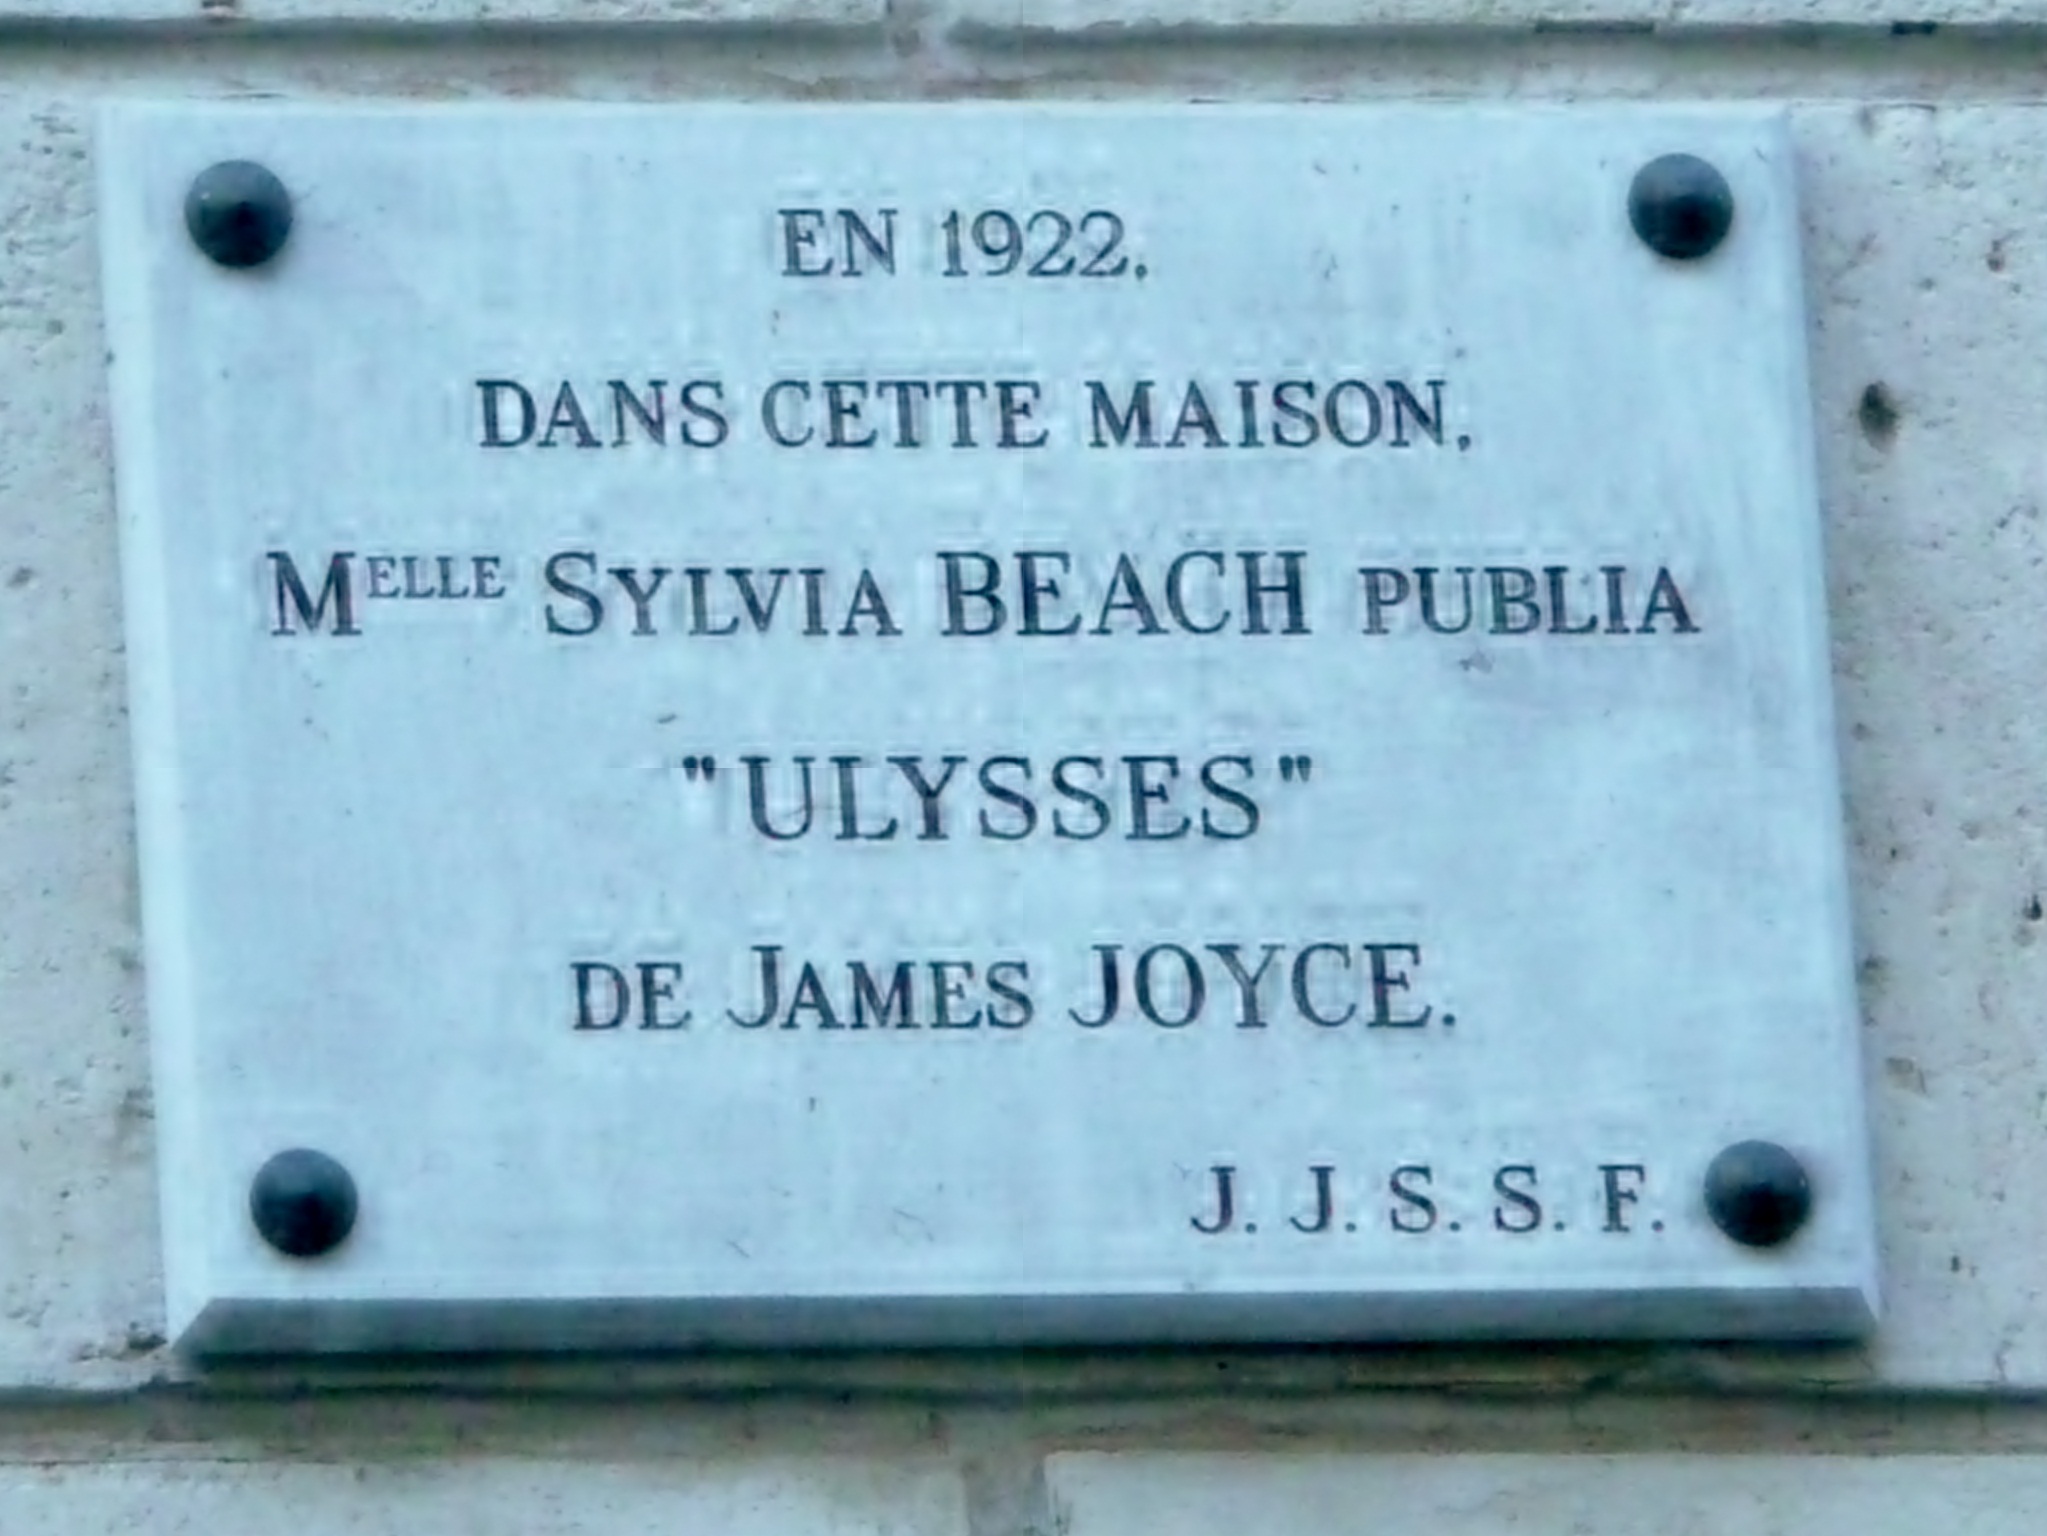 EN 1922.
DANS CETTE MAISON,
MELLE SYLVIA BEACH PUBLIA
"ULYSSES"
DE JAMES JOYCE.
J. J. S. S. F.